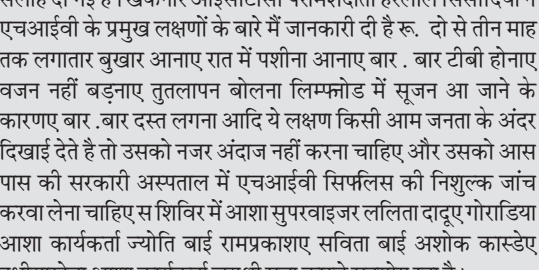 एचआईवी के प्रमुख लक्षणों के बारे मैं जानकारी दी है रू. दो से तीन माह
तक लगातार बुखार आनाए रात में पशीना आनाए बार . बार टीबी होनाए
वजन नहीं बड़नाए तुतलापन बोलना लिम्फ्नोड में सूजन आ जाने के
कारणए बार .बार दस्त लगना आदि ये लक्षण किसी आम जनता के अंदर
दिखाई देते है तो उसको नजर अंदाज नहीं करना चाहिए और उसको आस
पास की सरकारी अस्पताल में एचआईवी सिफलिस की निशुल्क जांच
करवा लेना चाहिए स शिविर में आशा सुपरवाइजर ललिता दादूए गोराडिया
आशा कार्यकर्ता ज्योति बाई रामप्रकाशए सविता बाई अशोक कास्डेए